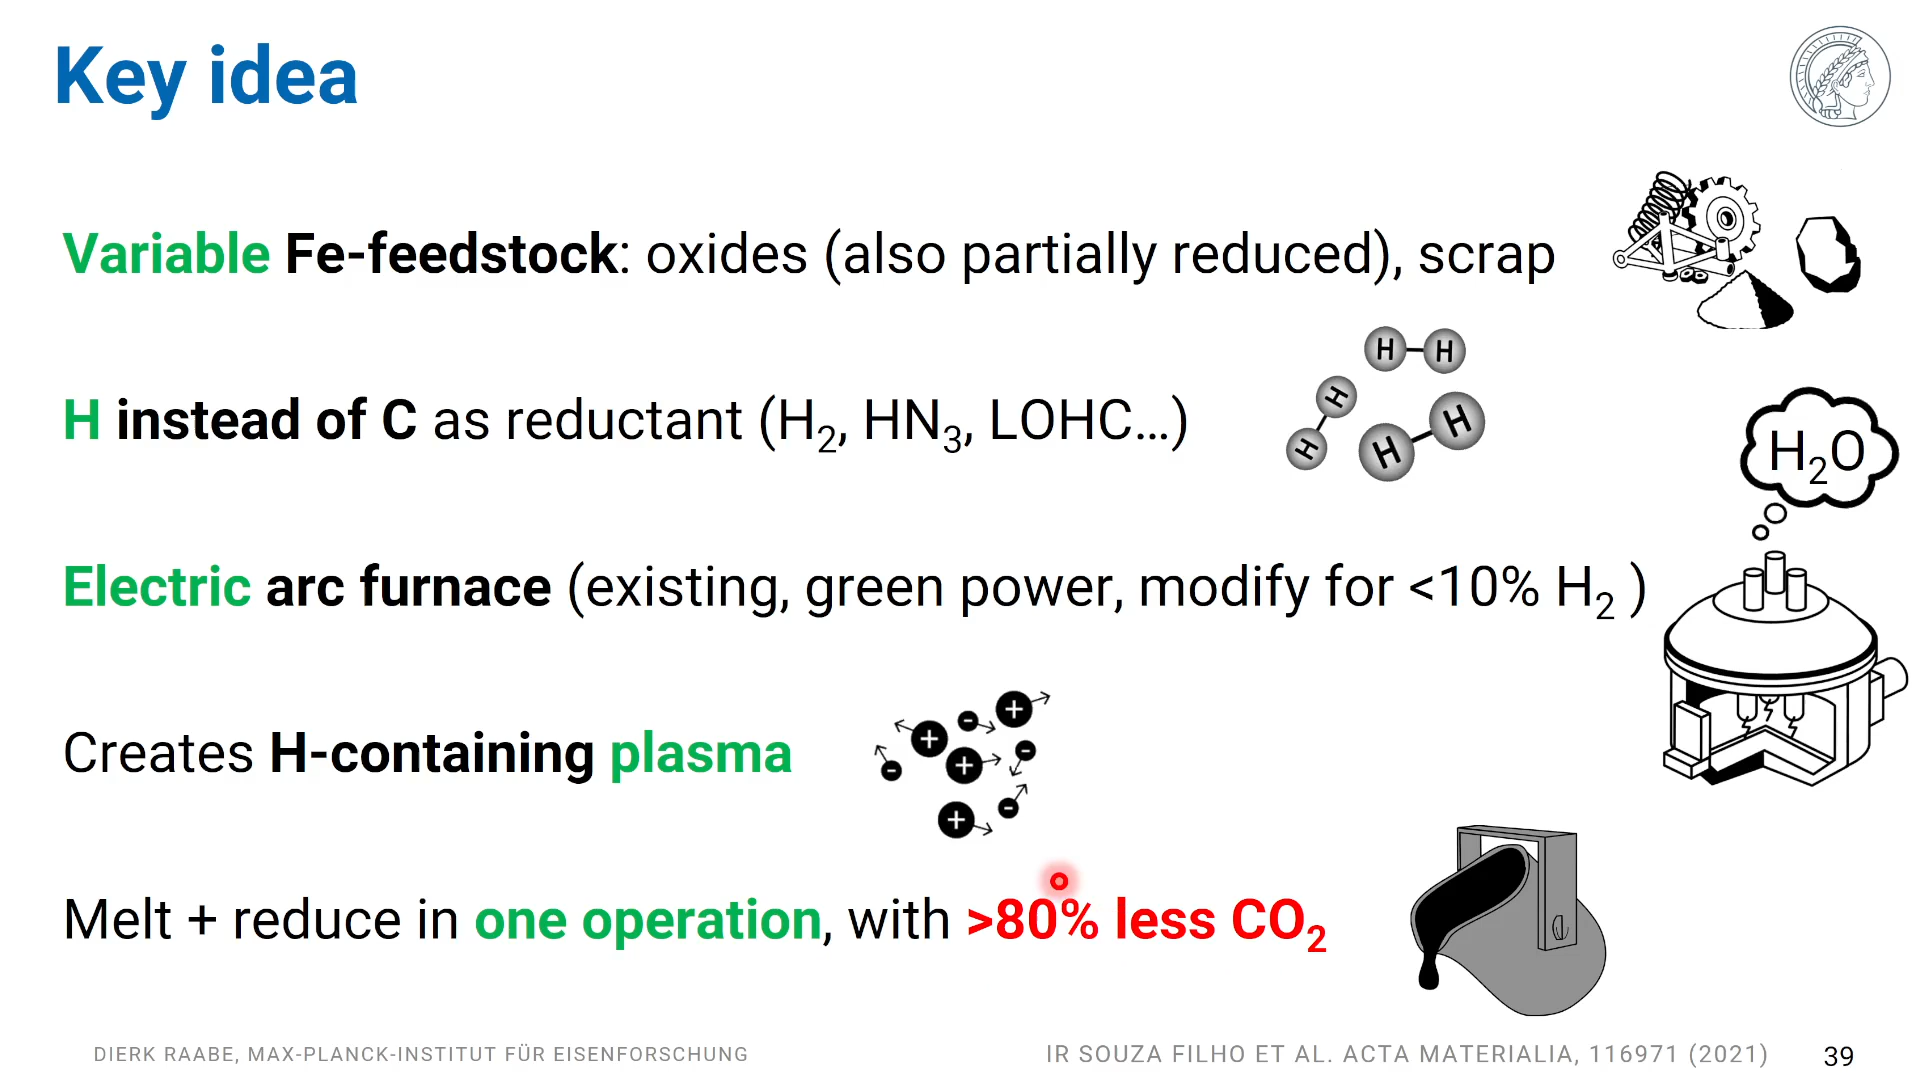 Key idea
Variable Fe-feedstock: oxides (also partially reduced), scrap
H H
H H
H instead of C as reductant (H₂, HN₃, LOHC...)
H H
H₂O
Electric arc furnace (existing, green power, modify for <10% H₂ )
Creates H-containing plasma
Melt + reduce in one operation, with >80% less CO₂
DIERK RAABE, MAX-PLANCK-INSTITUT FÜR EISENFORSCHUNG
IR SOUZA FILHO ET AL. ACTA MATERIALIA, 116971 (2021)
39